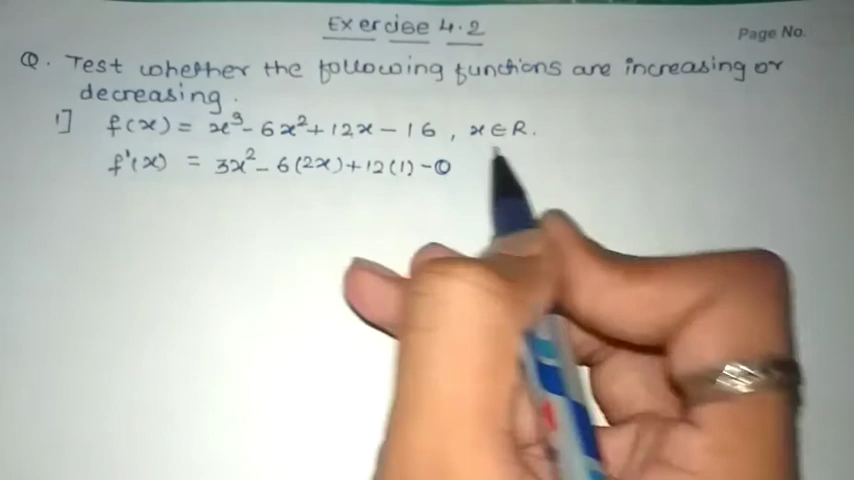 Exercise 4.2
Page No.
Q. Test whether the following functions are increasing or
decreasing.
1] f(x) = x³ - 6x² + 12x - 16, x ∈ R.
f'(x) = 3x² - 6(2x) + 12(1) - 0